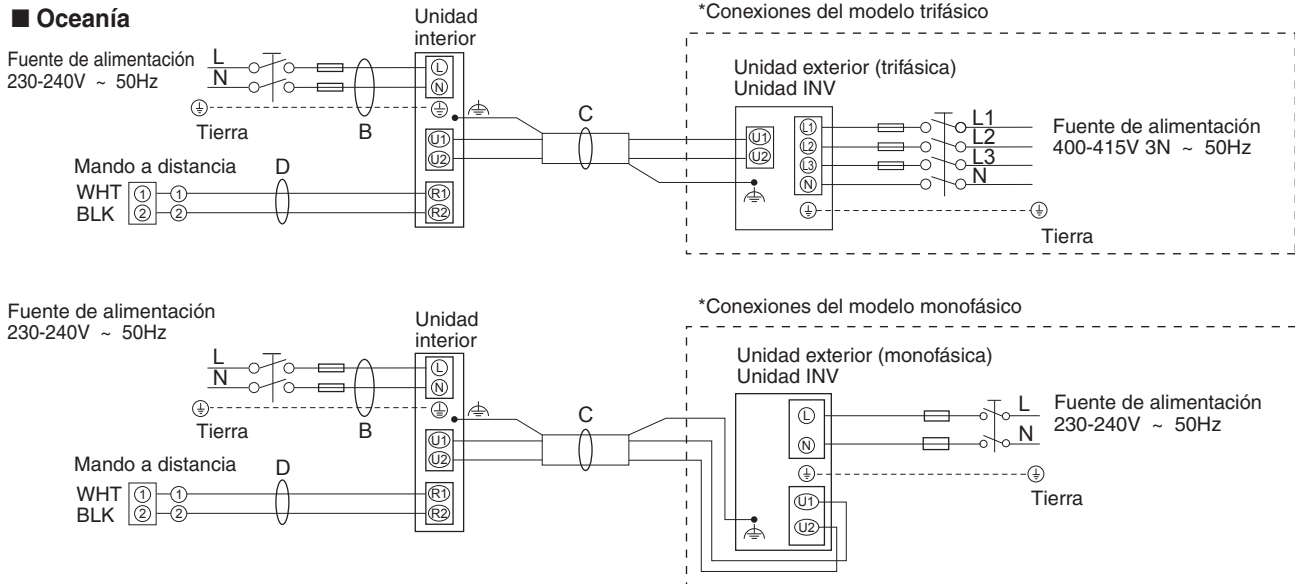 ■ Oceanía
Fuente de alimentación
230-240V ~ 50Hz
L
N
Tierra
B
Unidad
interior
L
N
U1
U2
R1
R2
Mando a distancia
D
WHT 1 1
BLK 2 2
C
*Conexiones del modelo trifásico
Unidad exterior (trifásica)
Unidad INV
U1
U2
L1
L2
L3
N
L1
L2
L3
N
Fuente de alimentación
400-415V 3N ~ 50Hz
Tierra
Fuente de alimentación
230-240V ~ 50Hz
L
N
Tierra
B
Unidad
interior
L
N
U1
U2
R1
R2
Mando a distancia
D
WHT 1 1
BLK 2 2
C
*Conexiones del modelo monofásico
Unidad exterior (monofásica)
Unidad INV
L
N
U1
U2
L
N
Fuente de alimentación
230-240V ~ 50Hz
Tierra